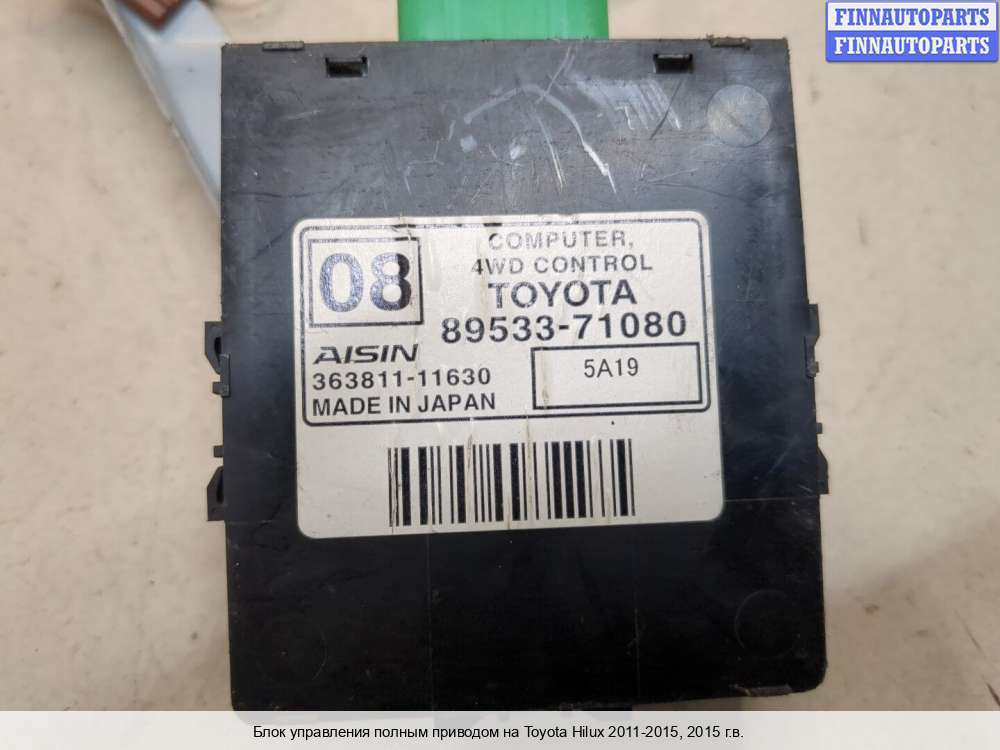 FINNAUTOPARTS
FINNAUTOPARTS
08
COMPUTER,
4WD CONTROL
TOYOTA
89533-71080
AISIN
363811-11630
MADE IN JAPAN
5A19
Блок управления полным приводом на Toyota Hilux 2011-2015, 2015 г.в.